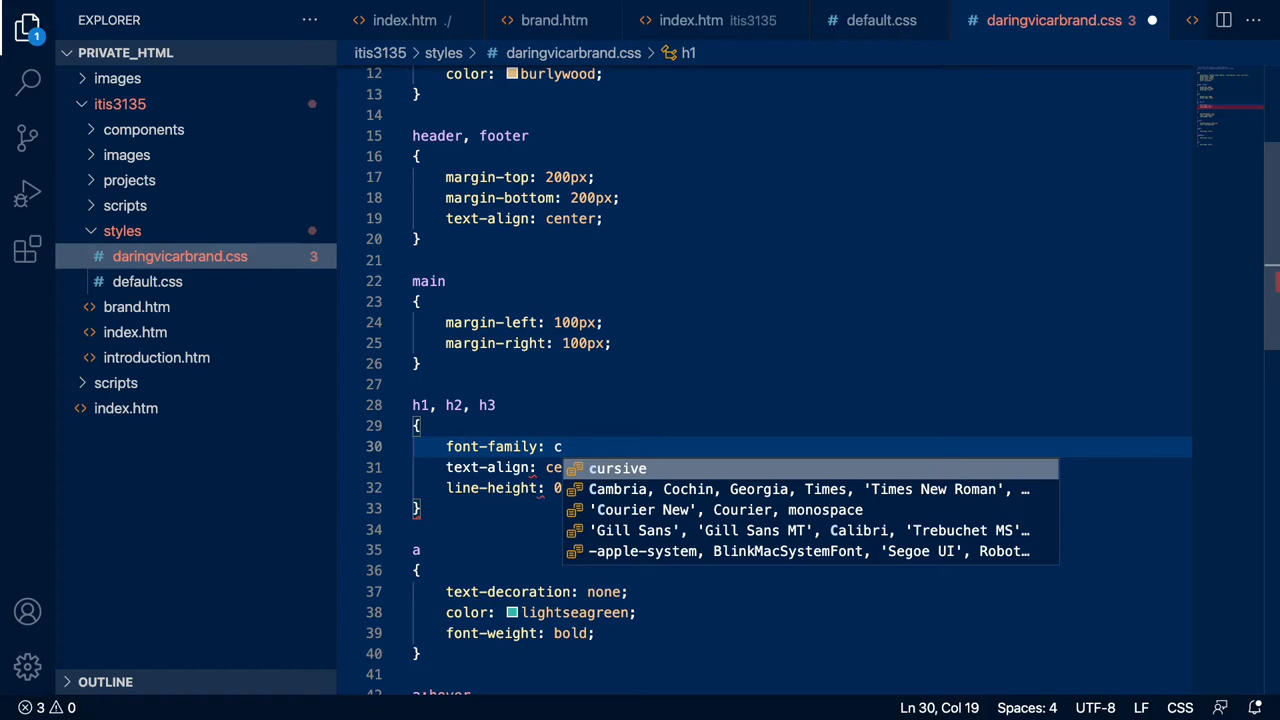 EXPLORER
index.htm ./
brand.htm
index.htm itis3135
default.css
daringvicarbrand.css 3
1
PRIVATE_HTML
itis3135 > styles > # daringvicarbrand.css > h1
images
itis3135
components
images
projects
scripts
styles
# daringvicarbrand.css 3
# default.css
brand.htm
index.htm
introduction.htm
scripts
index.htm
12 color: burlywood;
13 }
14
15 header, footer
16 {
17 margin-top: 200px;
18 margin-bottom: 200px;
19 text-align: center;
20 }
21
22 main
23 {
24 margin-left: 100px;
25 margin-right: 100px;
26 }
27
28 h1, h2, h3
29 {
30 font-family: c
31 text-align: ce
32 line-height: 0
33 }
34
35 a
36 {
37 text-decoration: none;
38 color: lightseagreen;
39 font-weight: bold;
40 }
41
42 a:hover
cursive
Cambria, Cochin, Georgia, Times, 'Times New Roman', …
'Courier New', Courier, monospace
'Gill Sans', 'Gill Sans MT', Calibri, 'Trebuchet MS'…
-apple-system, BlinkMacSystemFont, 'Segoe UI', Robot…
OUTLINE
3 0
Ln 30, Col 19
Spaces: 4
UTF-8
LF
CSS